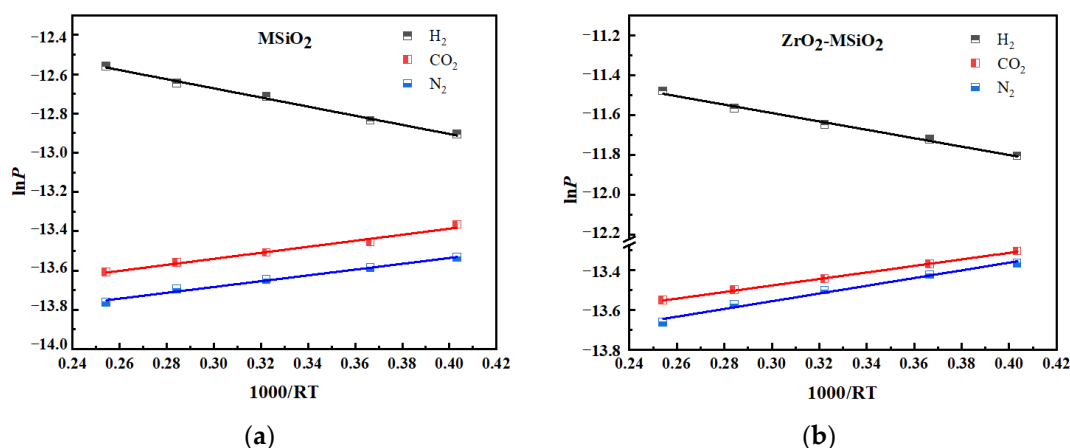 MSiO2
H2
CO2
N2
−12.4
−12.6
−12.8
−13.0
−13.2
−13.4
−13.6
−13.8
−14.0
lnP
0.24 0.26 0.28 0.30 0.32 0.34 0.36 0.38 0.40 0.42
1000/RT
(a)
ZrO2-MSiO2
H2
CO2
N2
−11.2
−11.4
−11.6
−11.8
−12.0
−12.2
−13.4
−13.6
−13.8
lnP
0.24 0.26 0.28 0.30 0.32 0.34 0.36 0.38 0.40 0.42
1000/RT
(b)